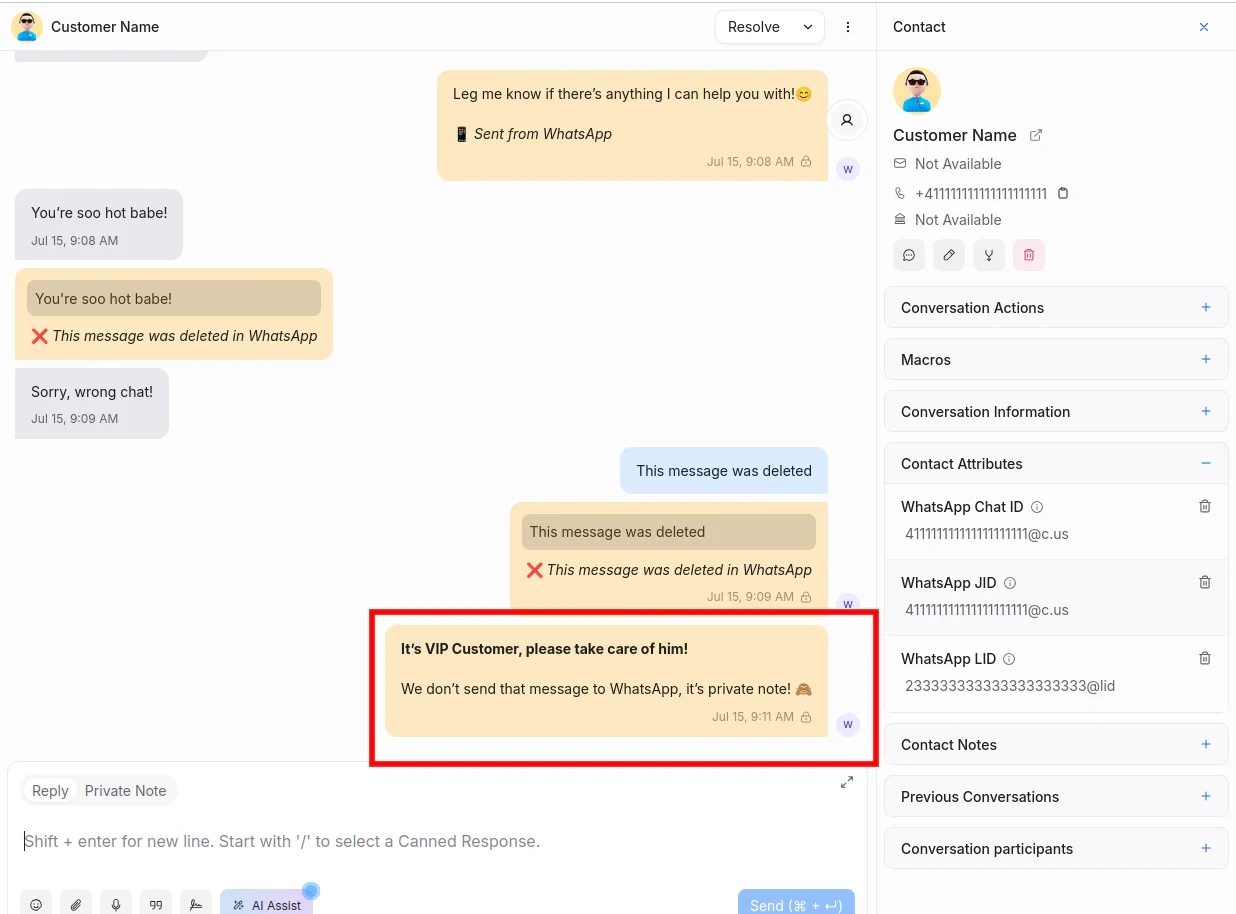 Customer Name
Resolve
Leg me know if there’s anything I can help you with!😊
📱 Sent from WhatsApp
Jul 15, 9:08 AM
W
You’re soo hot babe!
Jul 15, 9:08 AM
You're soo hot babe!
❌ This message was deleted in WhatsApp
Sorry, wrong chat!
Jul 15, 9:09 AM
This message was deleted
This message was deleted
❌ This message was deleted in WhatsApp
Jul 15, 9:09 AM
W
It’s VIP Customer, please take care of him!
We don’t send that message to WhatsApp, it’s private note! 🙈
Jul 15, 9:11 AM
W
Reply Private Note
Shift + enter for new line. Start with '/' to select a Canned Response.
AI Assist
Send (⌘ + ↵)
Contact
Customer Name
Not Available
+41111111111111111111
Not Available
Conversation Actions
Macros
Conversation Information
Contact Attributes
WhatsApp Chat ID
41111111111111111111@c.us
WhatsApp JID
41111111111111111111@c.us
WhatsApp LID
233333333333333333333@lid
Contact Notes
Previous Conversations
Conversation participants